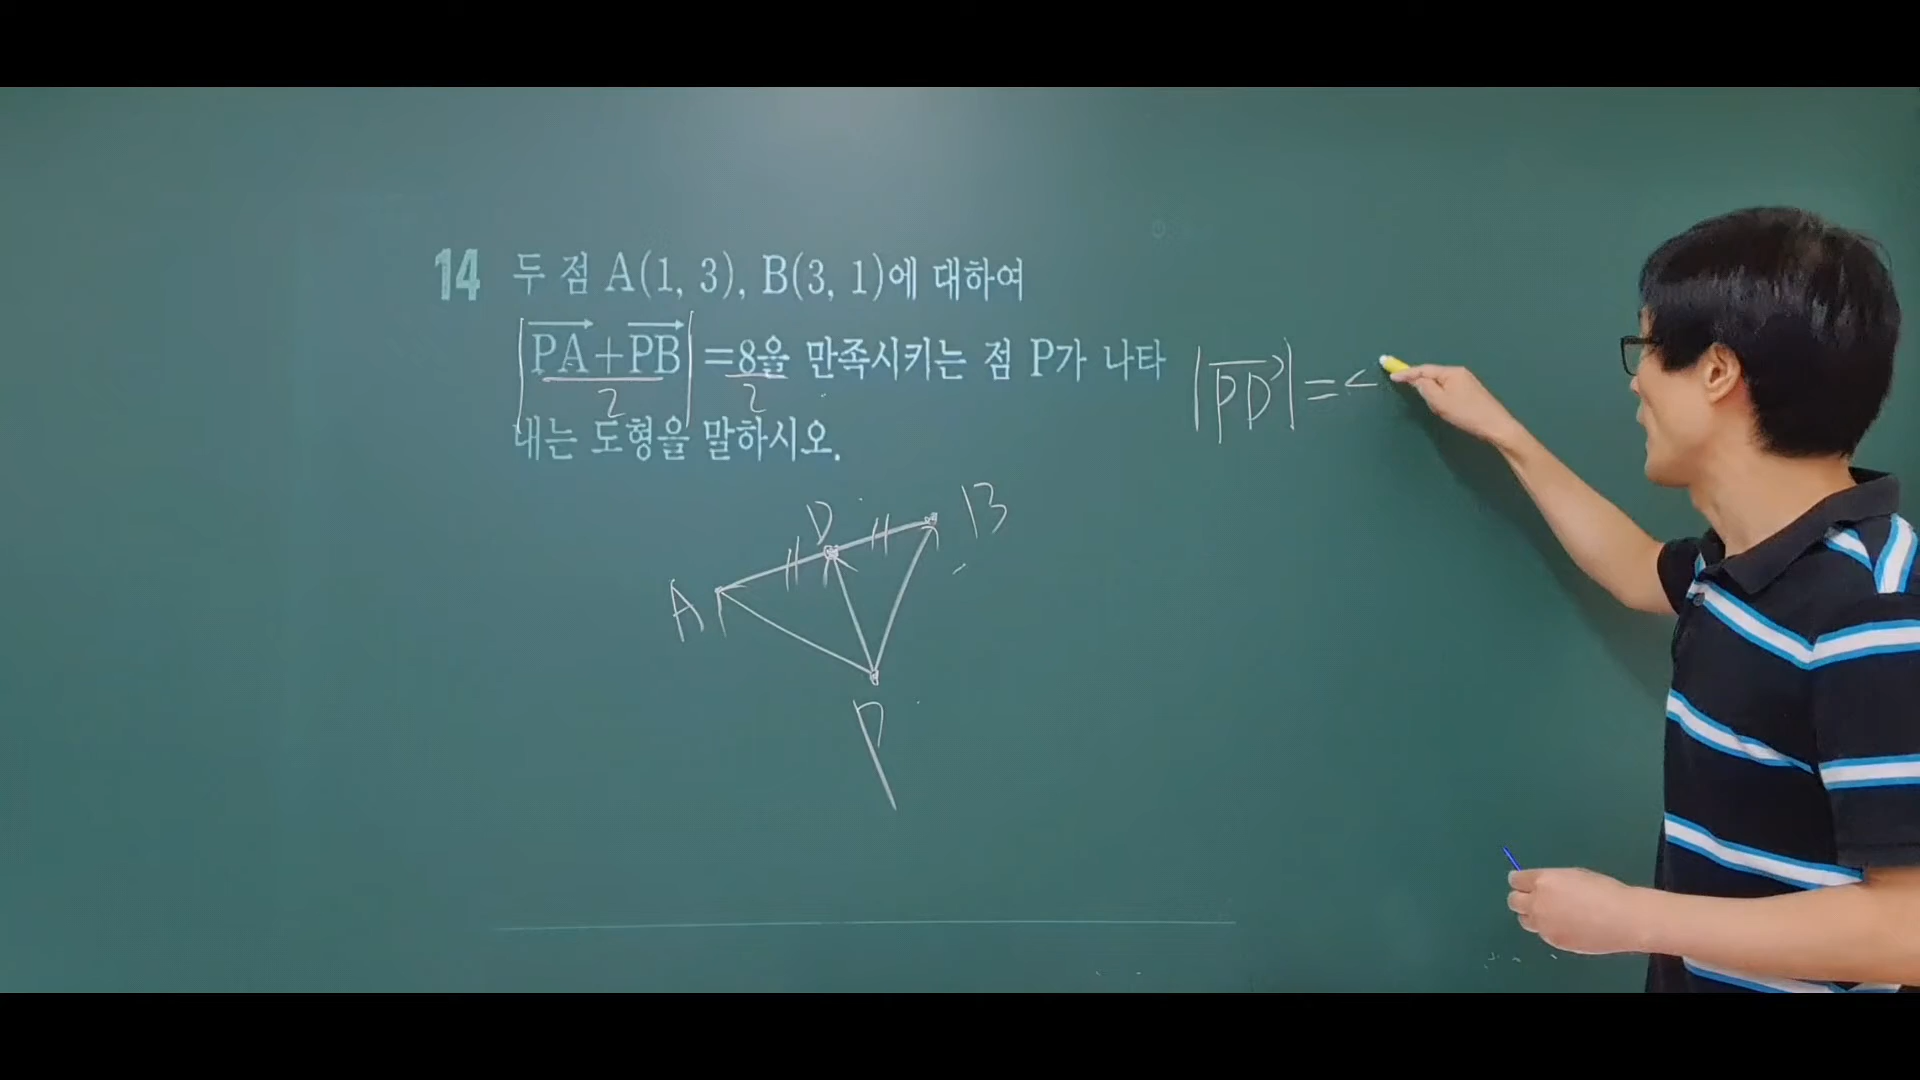 14 두 점 A(1, 3), B(3, 1)에 대하여
|PA+PB|=8을 만족시키는 점 P가 나타
2 2
내는 도형을 말하시오.
|PD|=
D
B
A
P